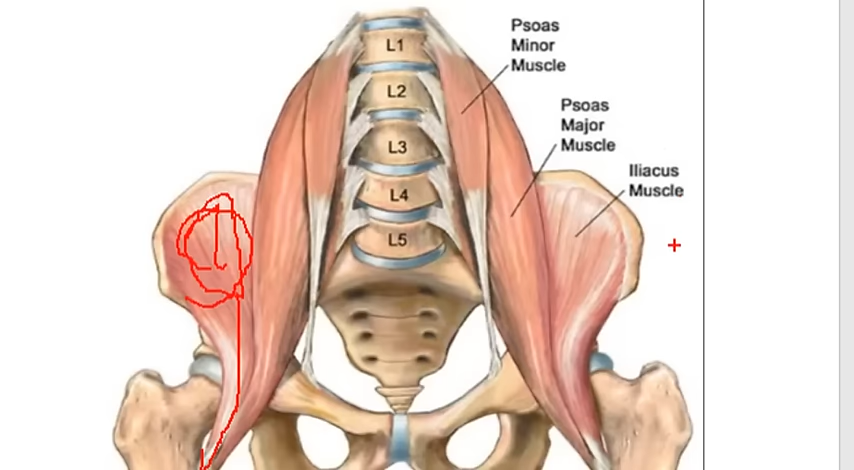 Psoas
Minor
Muscle
L1
L2
Psoas
Major
Muscle
L3
Iliacus
Muscle
L4
L5